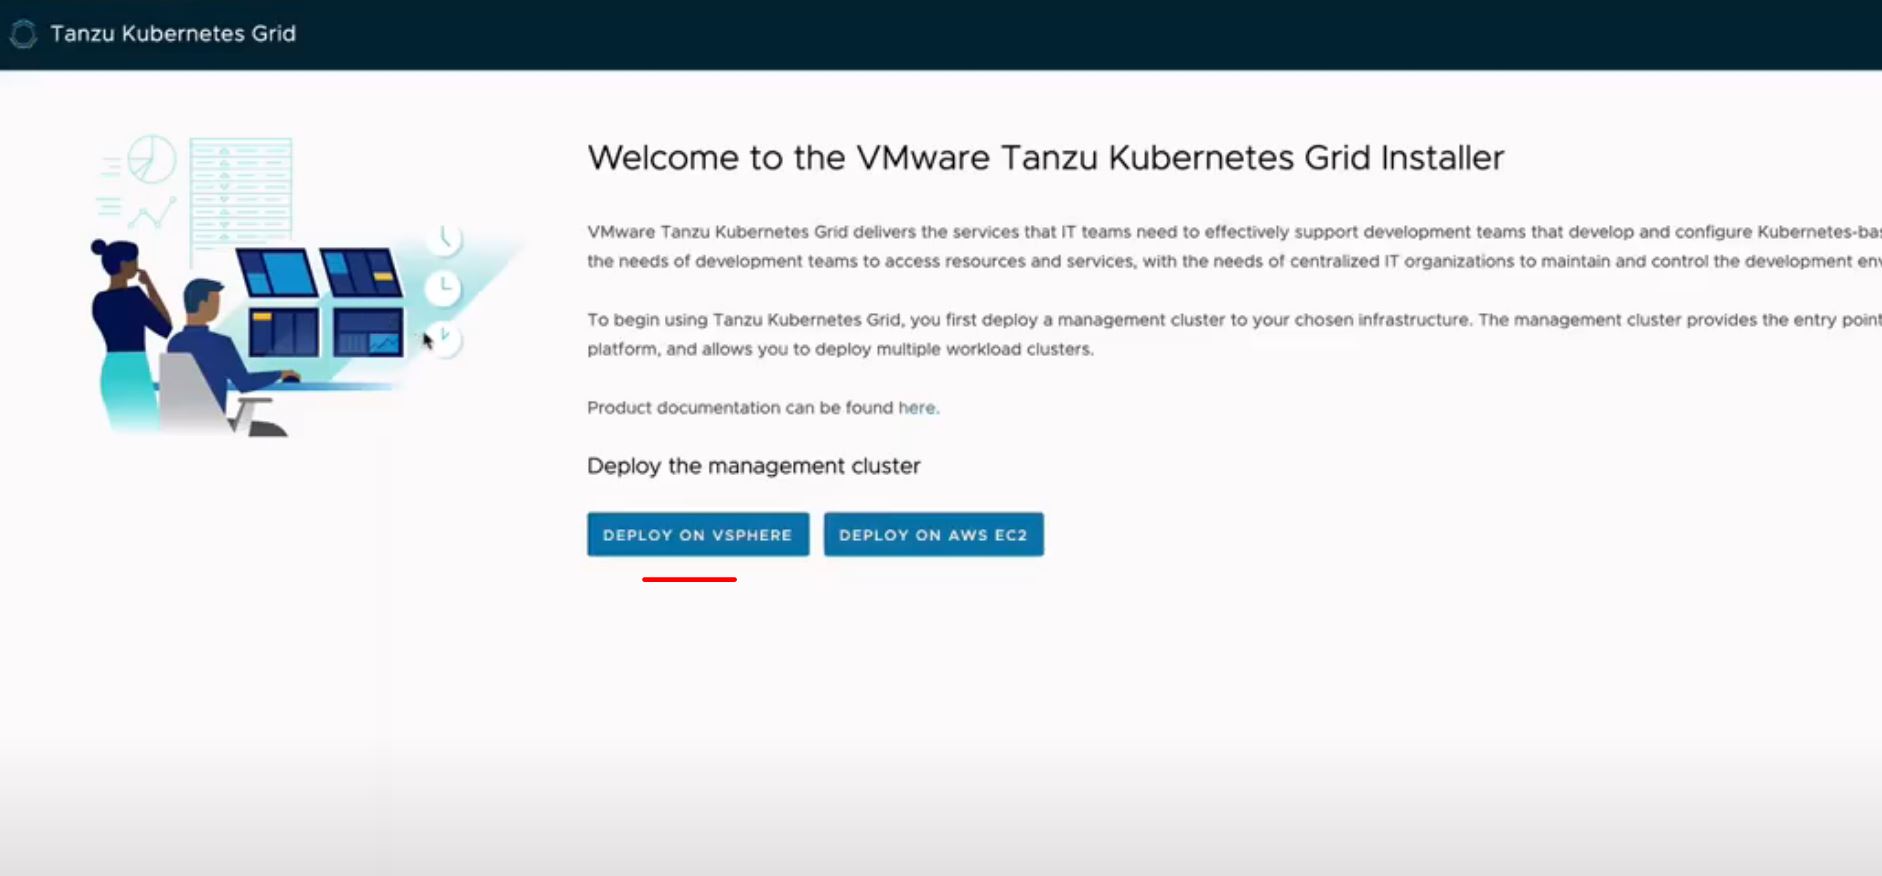 Tanzu Kubernetes Grid
Welcome to the VMware Tanzu Kubernetes Grid Installer
VMware Tanzu Kubernetes Grid delivers the services that IT teams need to effectively support development teams that develop and configure Kubernetes-bas
the needs of development teams to access resources and services, with the needs of centralized IT organizations to maintain and control the development env
To begin using Tanzu Kubernetes Grid, you first deploy a management cluster to your chosen infrastructure. The management cluster provides the entry point
platform, and allows you to deploy multiple workload clusters.
Product documentation can be found here.
Deploy the management cluster
DEPLOY ON VSPHERE DEPLOY ON AWS EC2